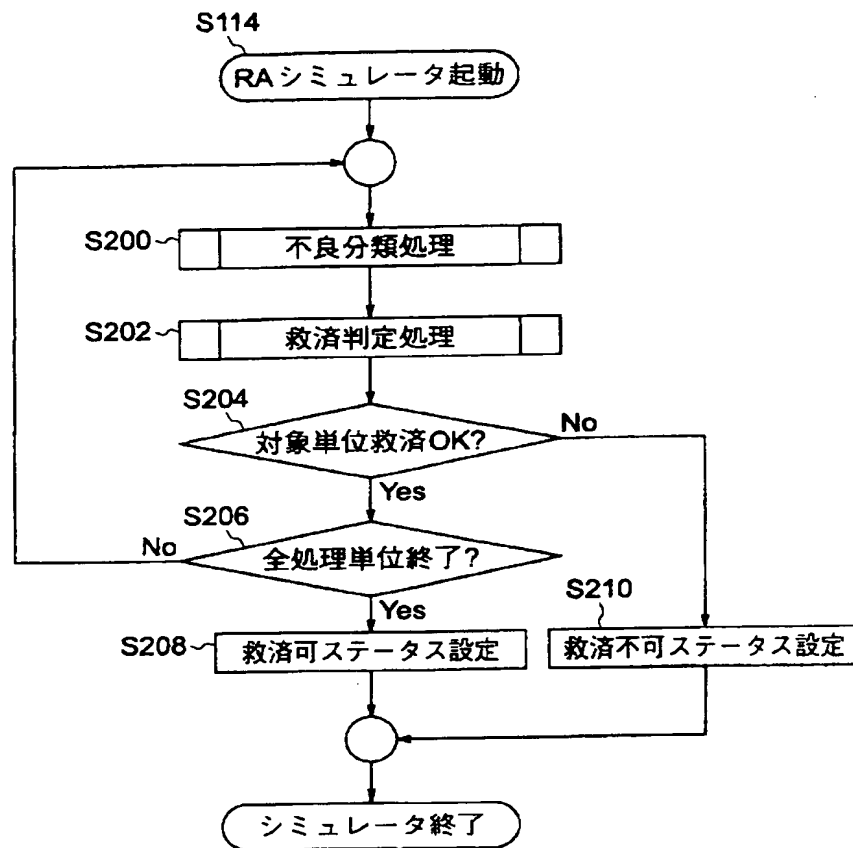 S114
RAシミュレータ起動
S200
不良分類処理
S202
救済判定処理
S204
対象単位救済OK?
No
Yes
S206
No
全処理単位終了?
Yes
S210
S208
救済可ステータス設定
救済不可ステータス設定
シミュレータ終了